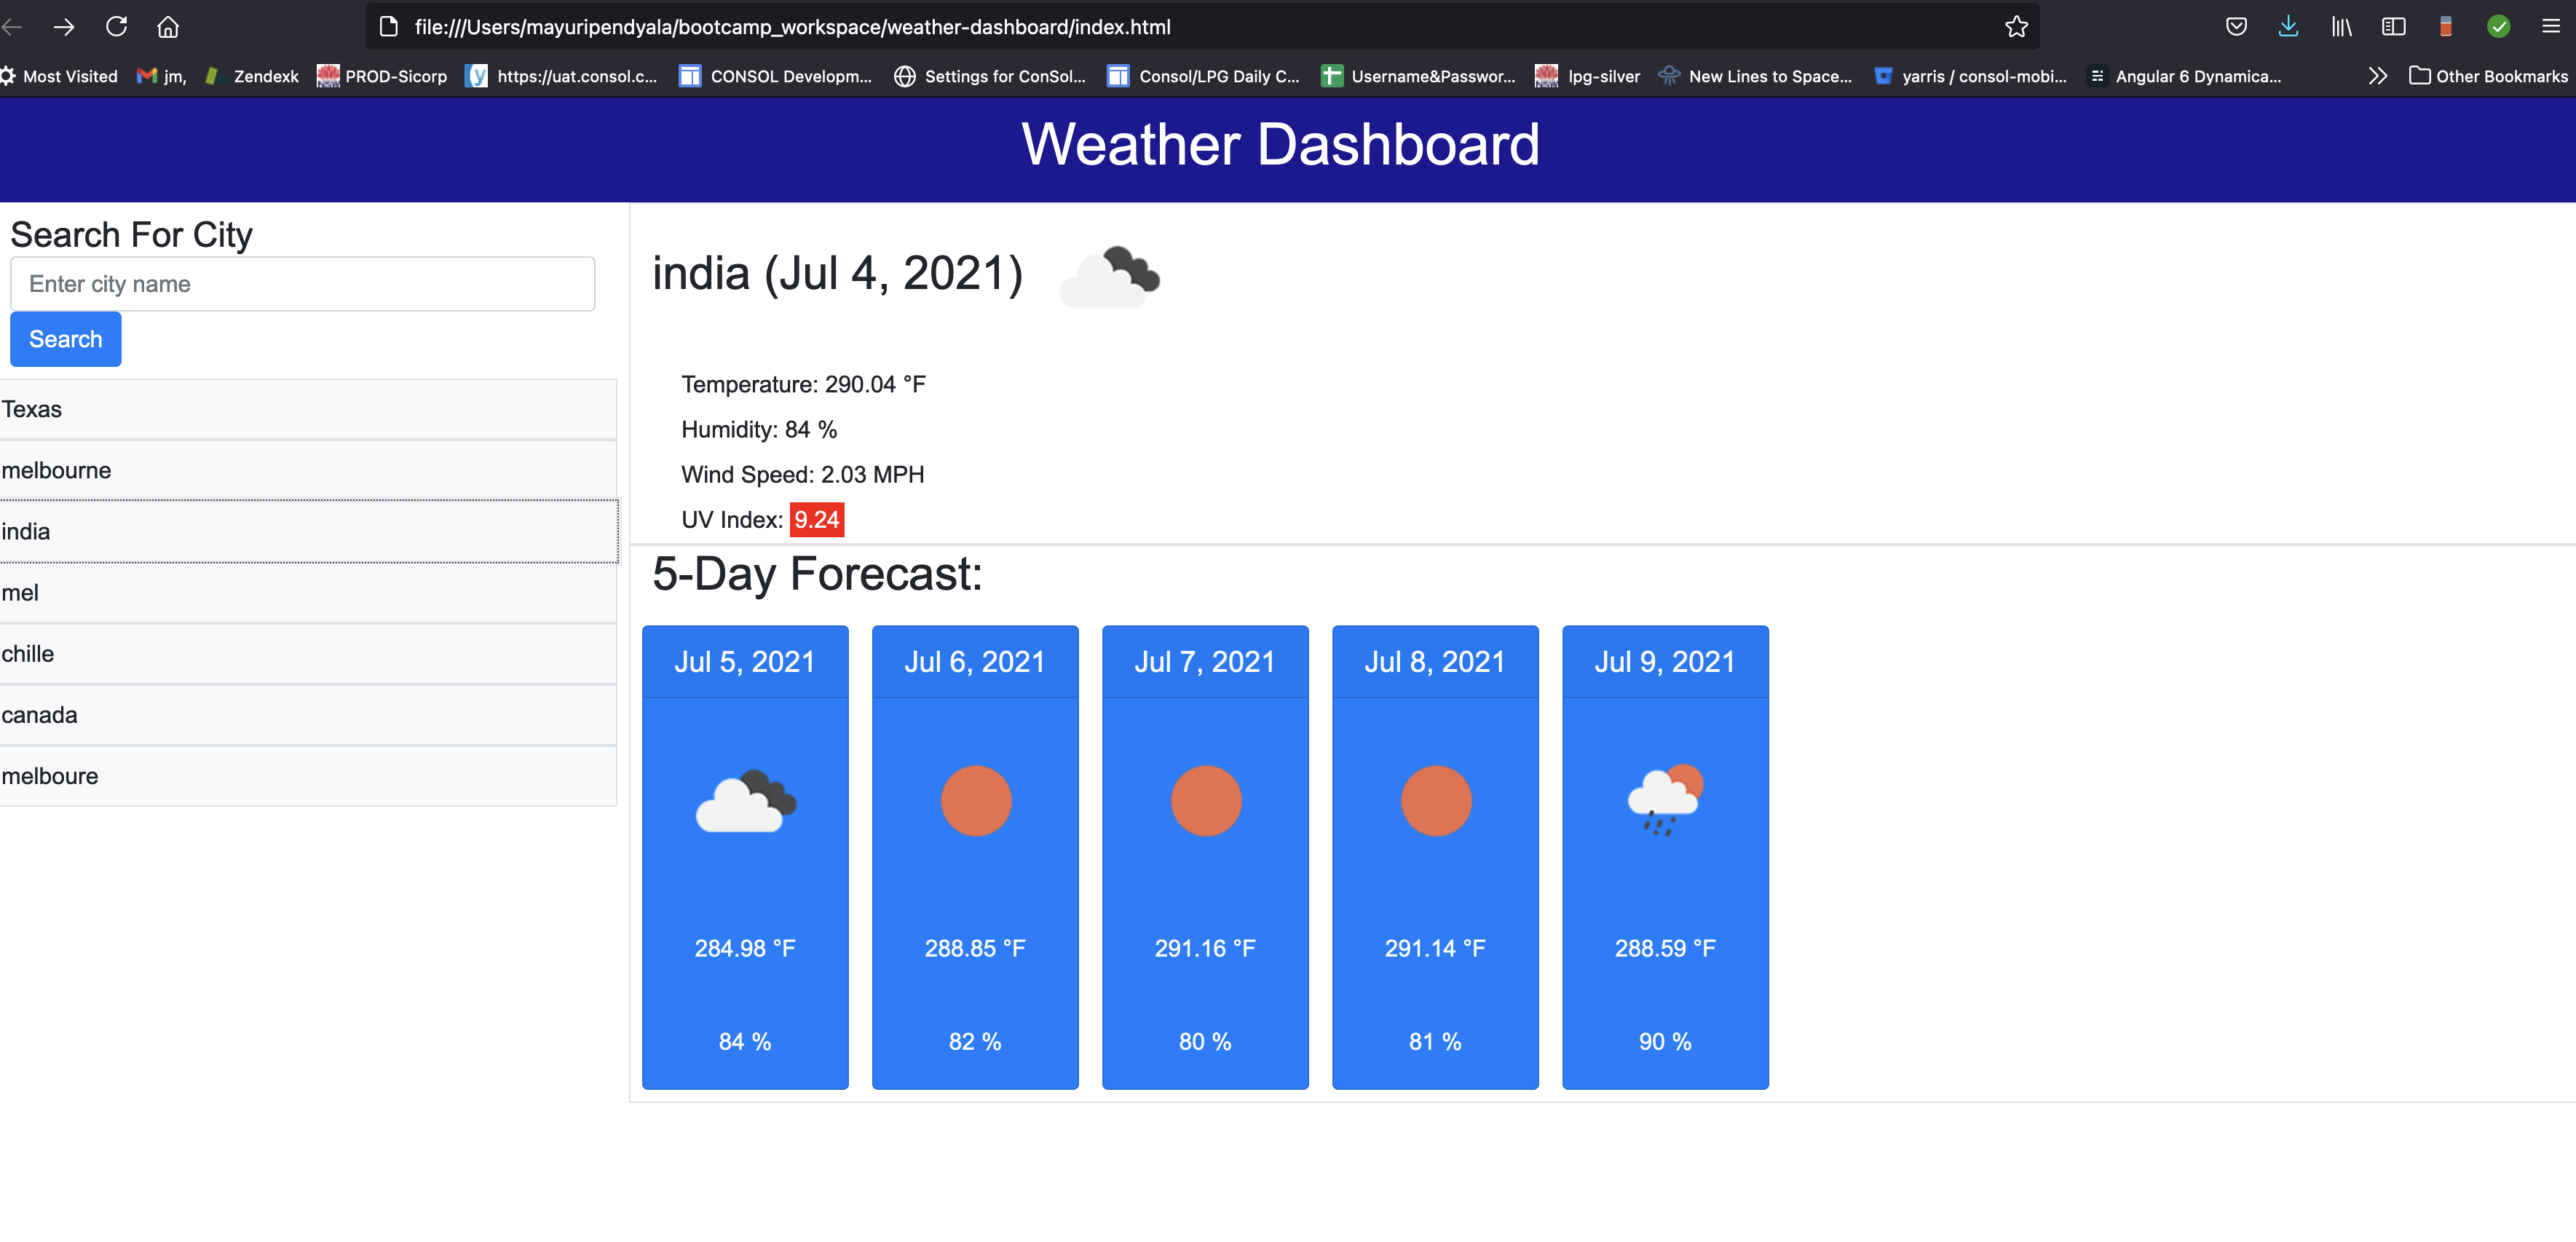 file:///Users/mayuripendyala/bootcamp_workspace/weather-dashboard/index.html
Most Visited jm, Zendexk PROD-Sicorp https://uat.consol.c... CONSOL Developm... Settings for ConSol... Consol/LPG Daily C... Username&Passwor... lpg-silver New Lines to Space... yarris / consol-mobi... Angular 6 Dynamica... Other Bookmarks
Weather Dashboard
Search For City
Enter city name
Search
Texas
melbourne
india
mel
chille
canada
melboure
india (Jul 4, 2021)
Temperature: 290.04 °F
Humidity: 84 %
Wind Speed: 2.03 MPH
UV Index: 9.24
5-Day Forecast:
Jul 5, 2021 Jul 6, 2021 Jul 7, 2021 Jul 8, 2021 Jul 9, 2021
284.98 °F 288.85 °F 291.16 °F 291.14 °F 288.59 °F
84 % 82 % 80 % 81 % 90 %